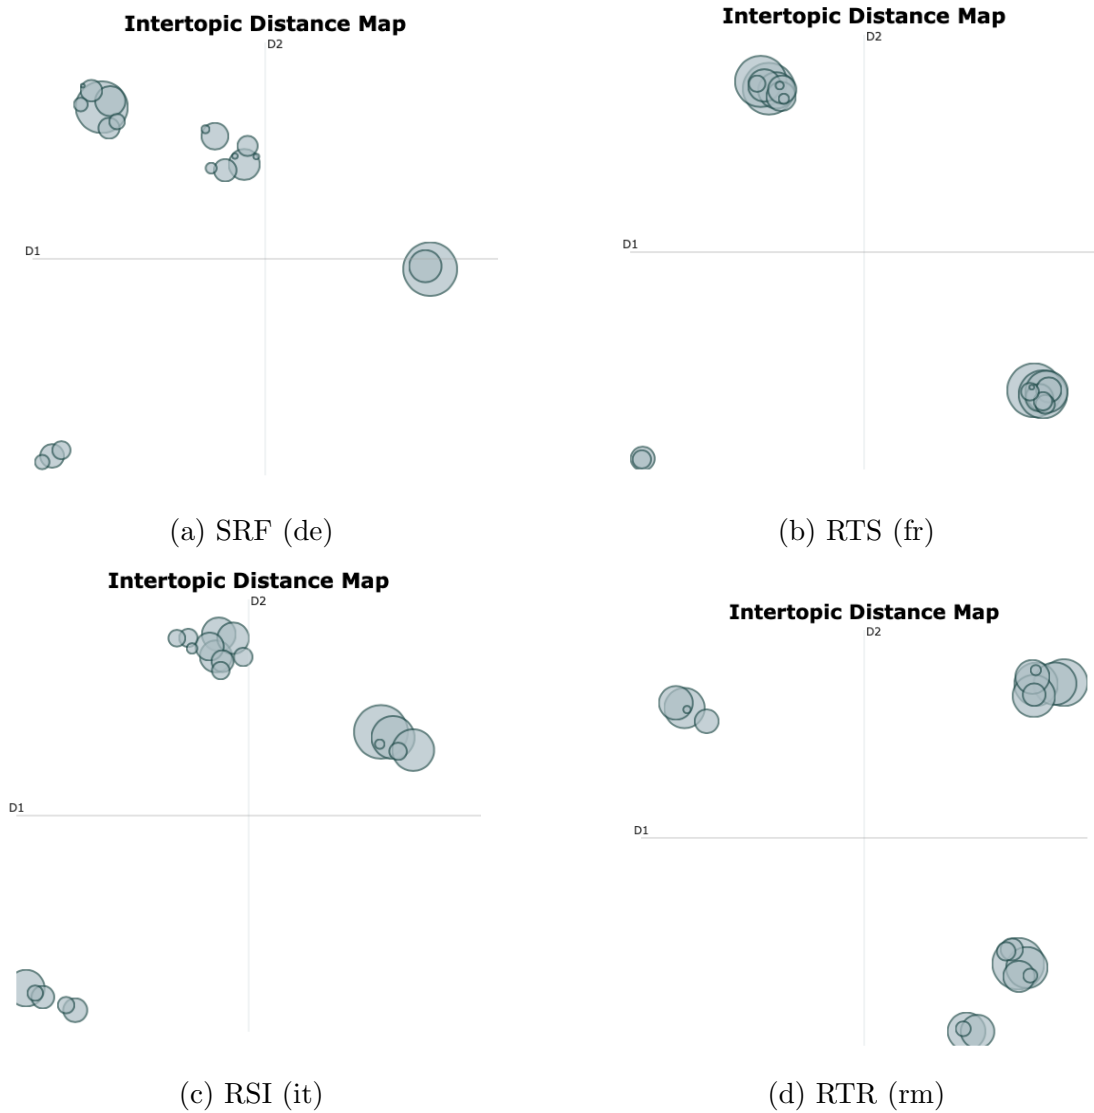 Intertopic Distance Map
D2
D1
(a) SRF (de)
Intertopic Distance Map
D2
D1
(b) RTS (fr)
Intertopic Distance Map
D2
D1
(c) RSI (it)
Intertopic Distance Map
D2
D1
(d) RTR (rm)